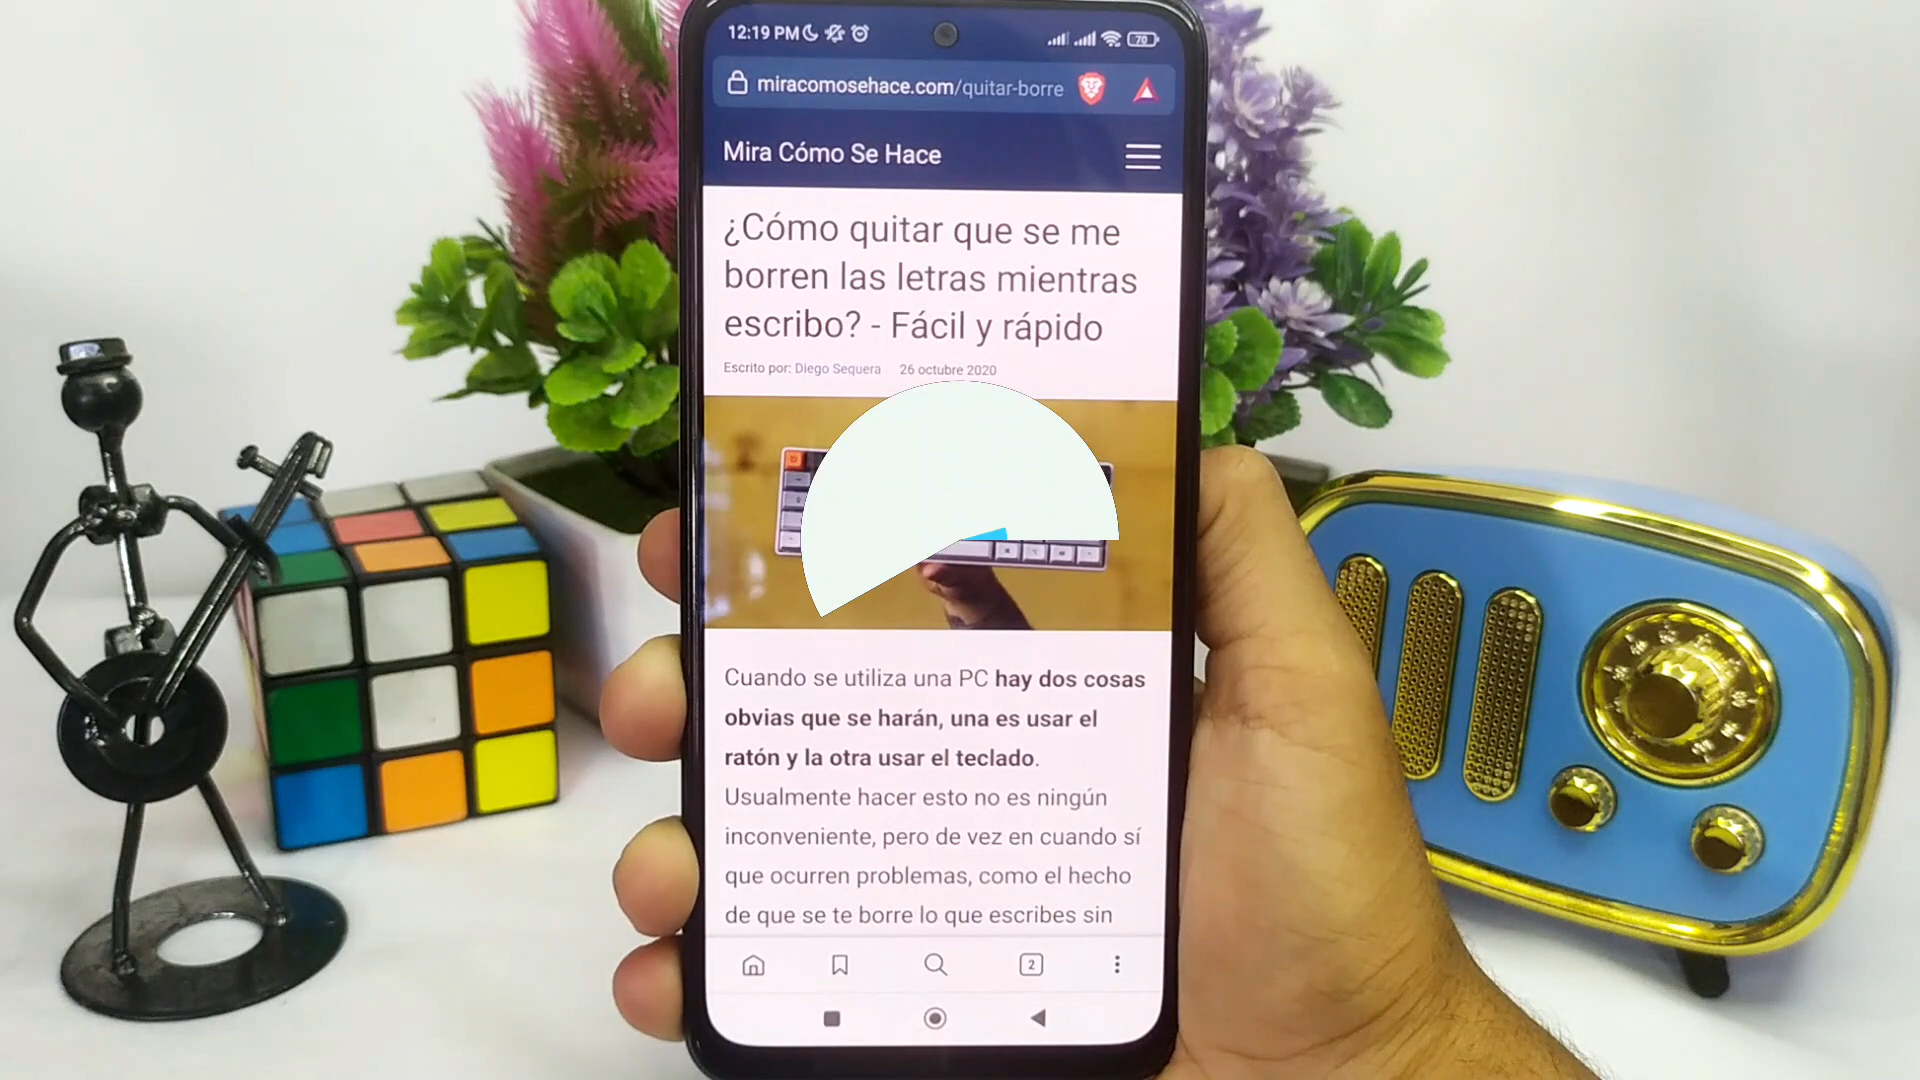 12:19 PM
70
miracomosehace.com/quitar-borre
Mira Cómo Se Hace
¿Cómo quitar que se me
borren las letras mientras
escribo? - Fácil y rápido
Escrito por: Diego Sequera 26 octubre 2020
Cuando se utiliza una PC hay dos cosas
obvias que se harán, una es usar el
ratón y la otra usar el teclado.
Usualmente hacer esto no es ningún
inconveniente, pero de vez en cuando sí
que ocurren problemas, como el hecho
de que se te borre lo que escribes sin
2